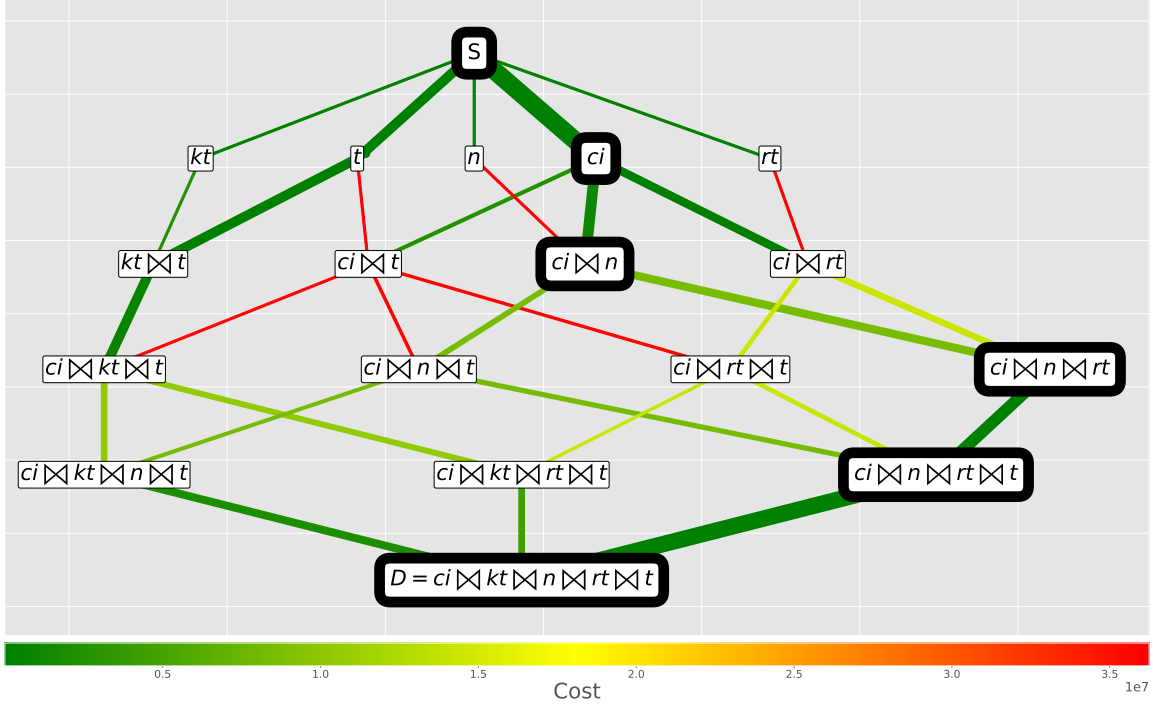 S
kt t n ci rt
kt ⋈ t ci ⋈ t ci ⋈ n ci ⋈ rt
ci ⋈ kt ⋈ t ci ⋈ n ⋈ t ci ⋈ rt ⋈ t ci ⋈ n ⋈ rt
ci ⋈ kt ⋈ n ⋈ t ci ⋈ kt ⋈ rt ⋈ t ci ⋈ n ⋈ rt ⋈ t
D = ci ⋈ kt ⋈ n ⋈ rt ⋈ t
0.5 1.0 1.5 2.0 2.5 3.0 3.5
1e7
Cost